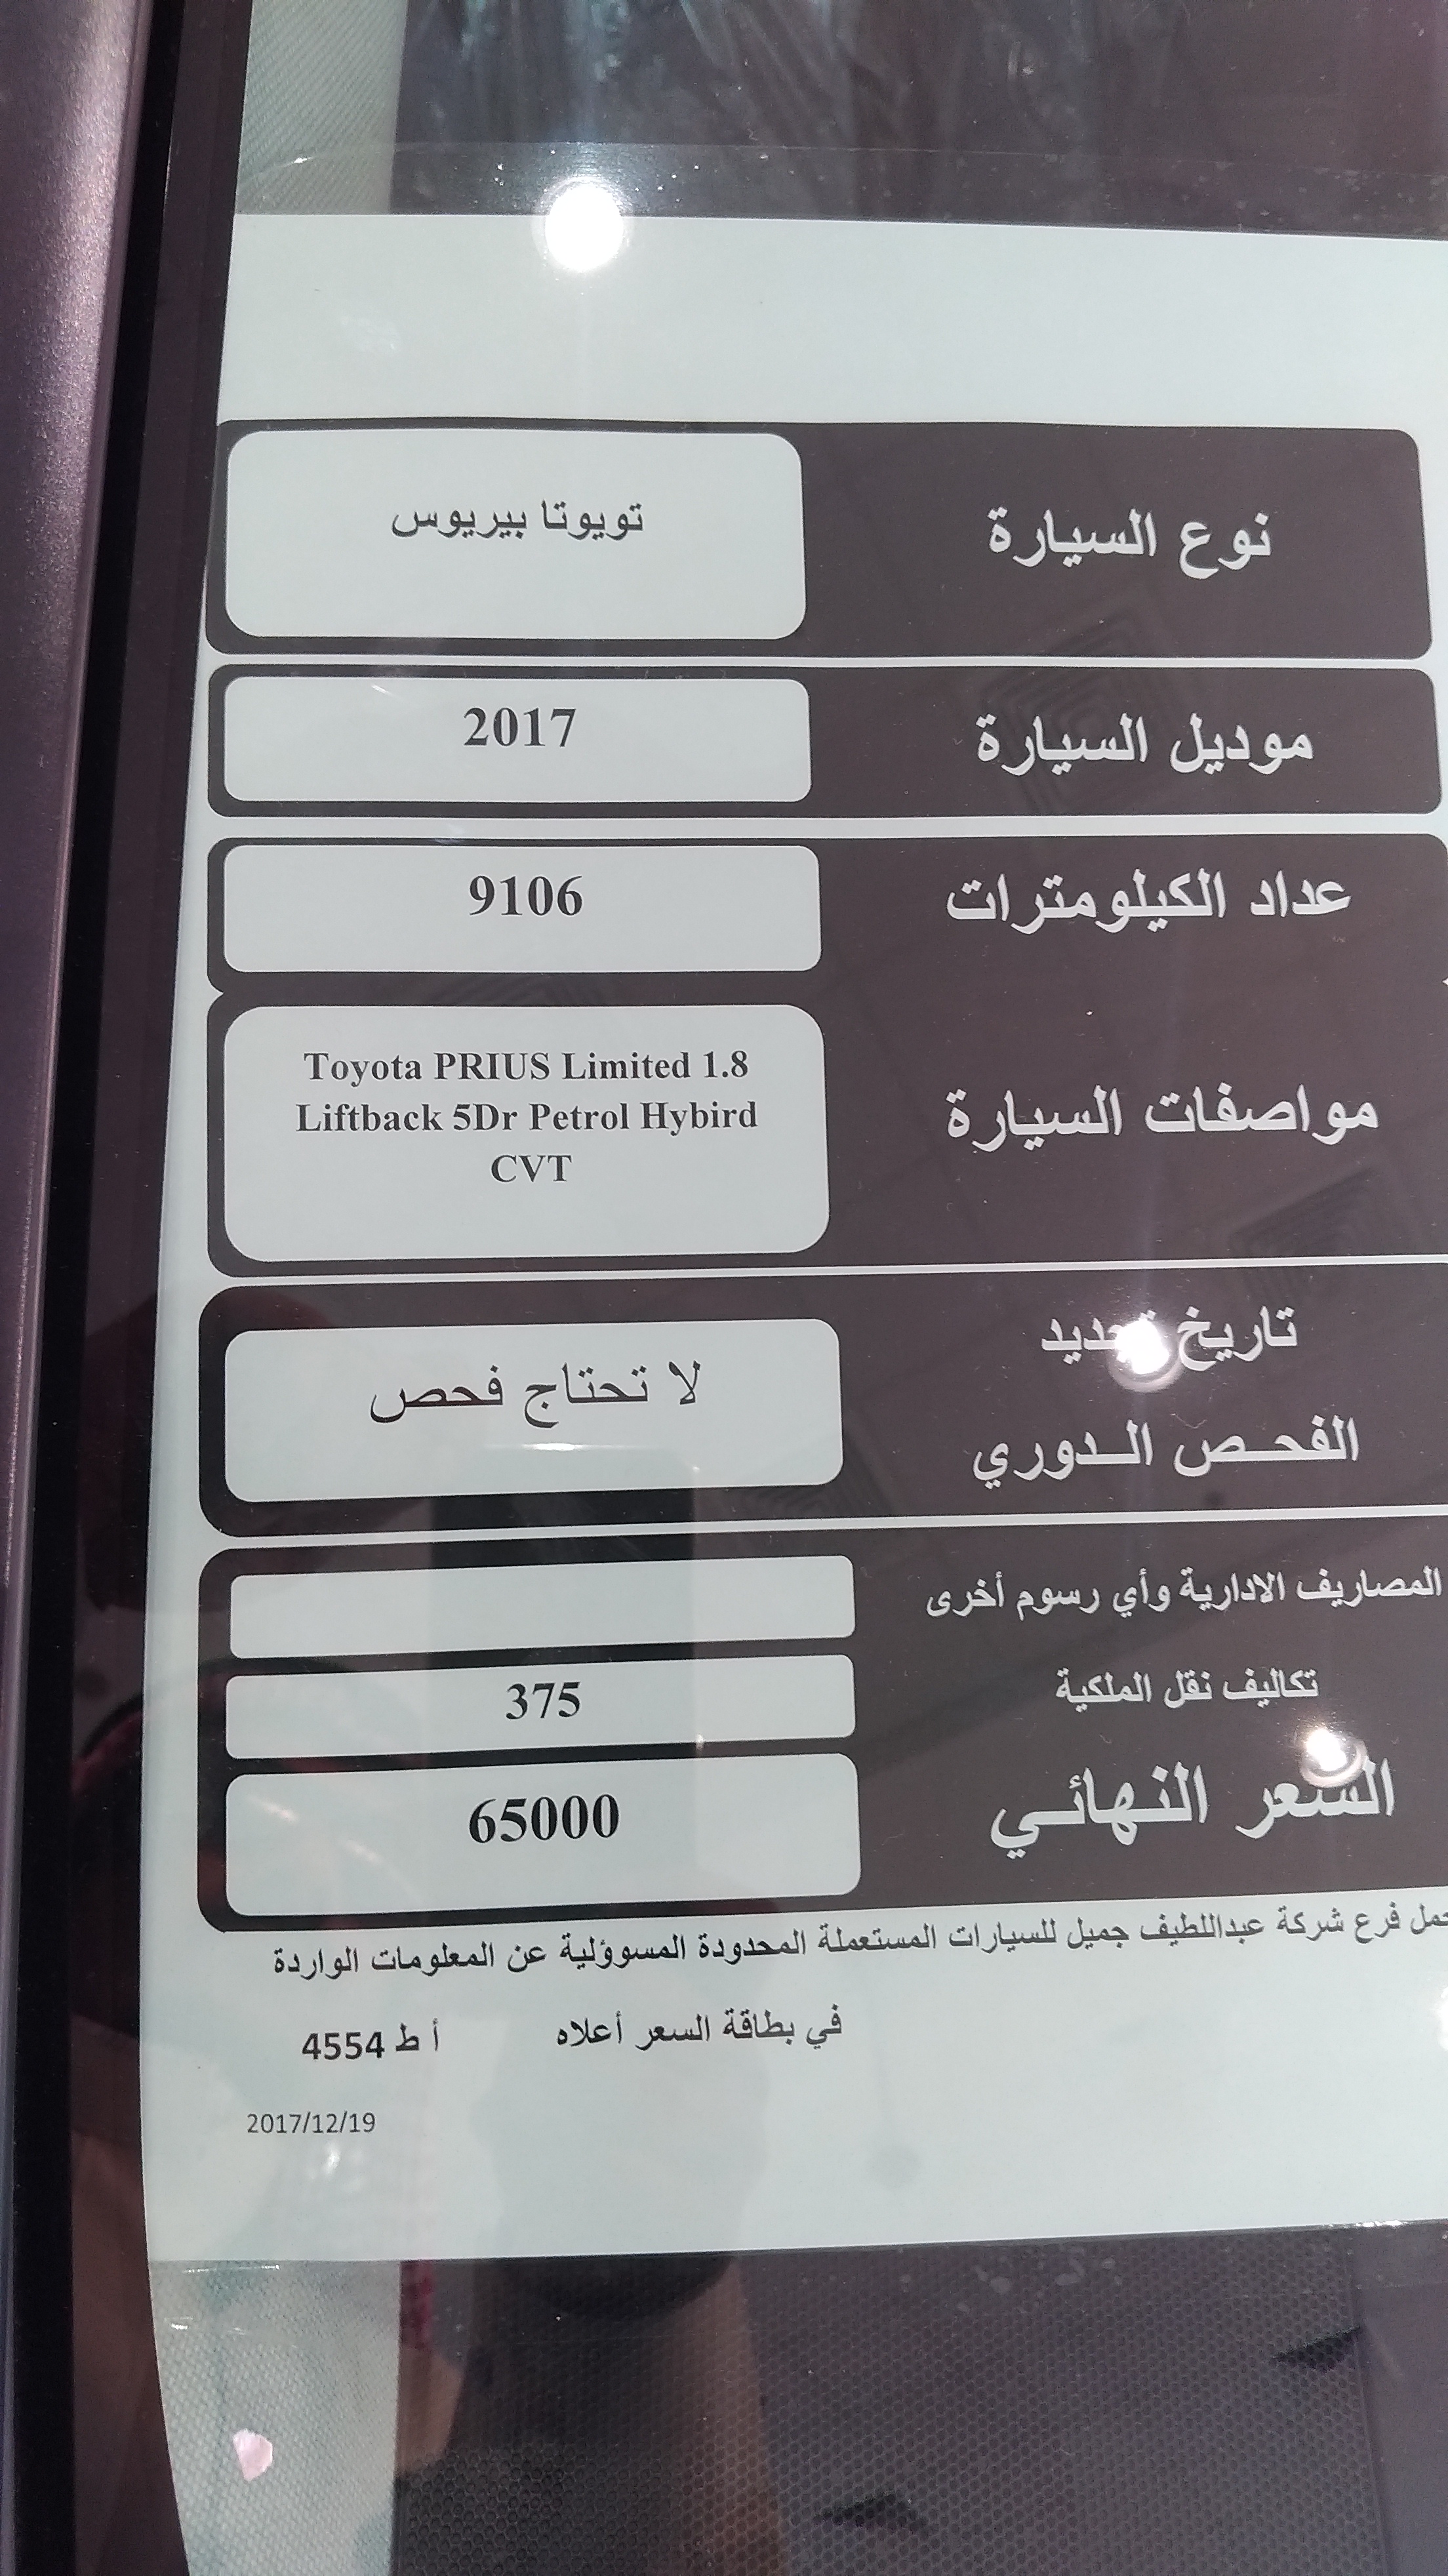 نوع السيارة
تويوتا بيريوس
موديل السيارة
2017
عداد الكيلومترات
9106
مواصفات السيارة
Toyota PRIUS Limited 1.8
Liftback 5Dr Petrol Hybird
CVT
تاريخ
الفحص الدوري
لا تحتاج فحص
المصاريف الادارية وأي رسوم أخرى
تكاليف نقل الملكية
375
السعر النهائي
65000
فرع شركة عبداللطيف جميل للسيارات المستعملة المحدودة المسوؤلية عن المعلومات الواردة
في بطاقة السعر أعلاه أ ط 4554
2017/12/19